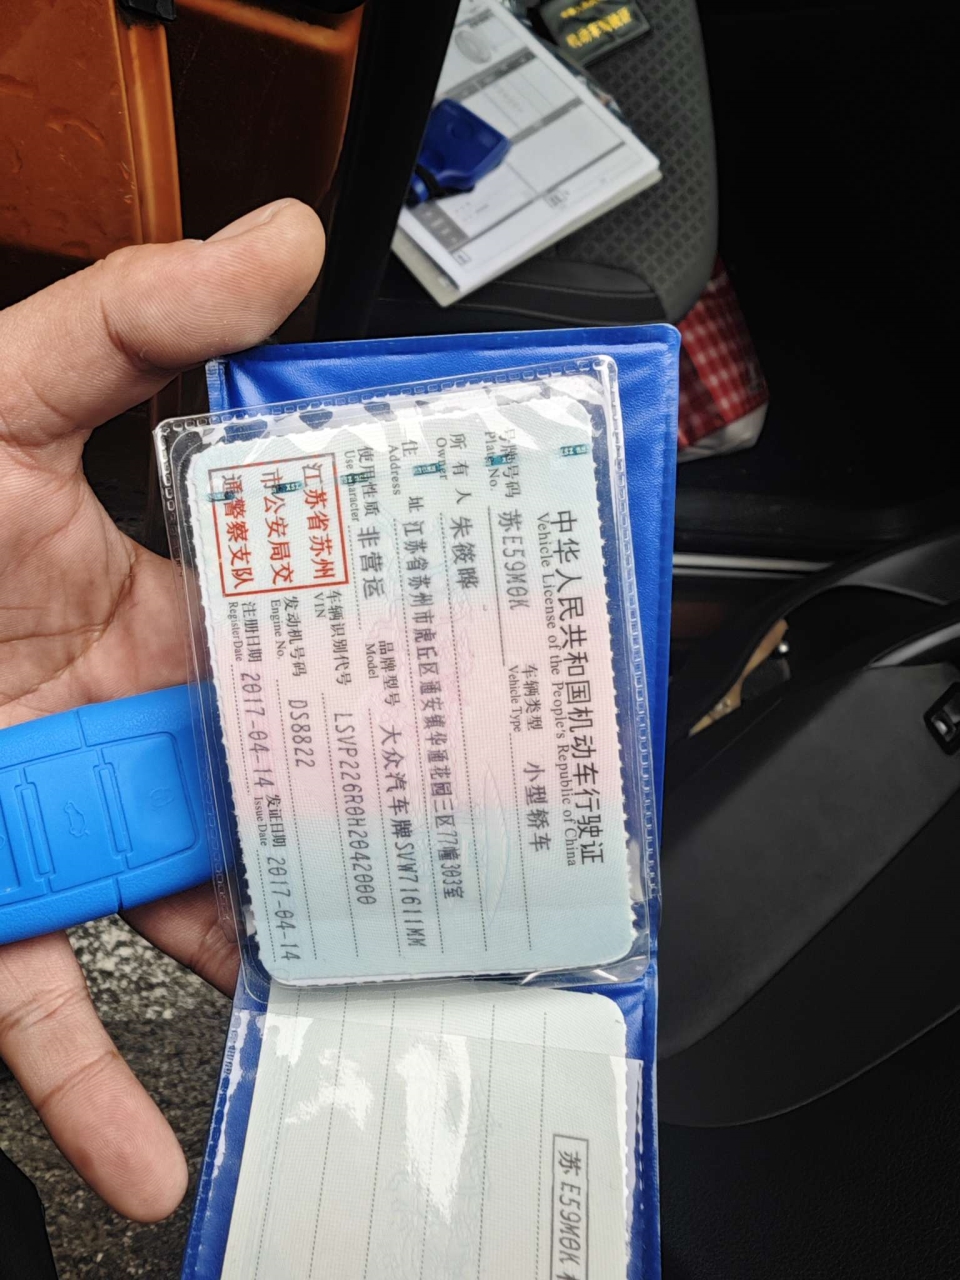 中华人民共和国机动车行驶证
Vehicle License of the People's Republic of China
号牌号码 苏E59M0K 车辆类型 小型轿车
Plate No. Vehicle Type
所有人 朱筱晔
Owner
住址 江苏省苏州市虎丘区通安镇华通花园三区77幢303室
Address
使用性质 非营运 品牌型号 大众汽车牌SVW71611MM
Use Character Model
江苏省苏州
市公安局交
通警察支队
车辆识别代号 LSVP226R0H2042000
VIN
发动机号码 DS8822
Engine No.
注册日期 2017-04-14 发证日期 2017-04-14
Register Date Issue Date
苏E59M0K